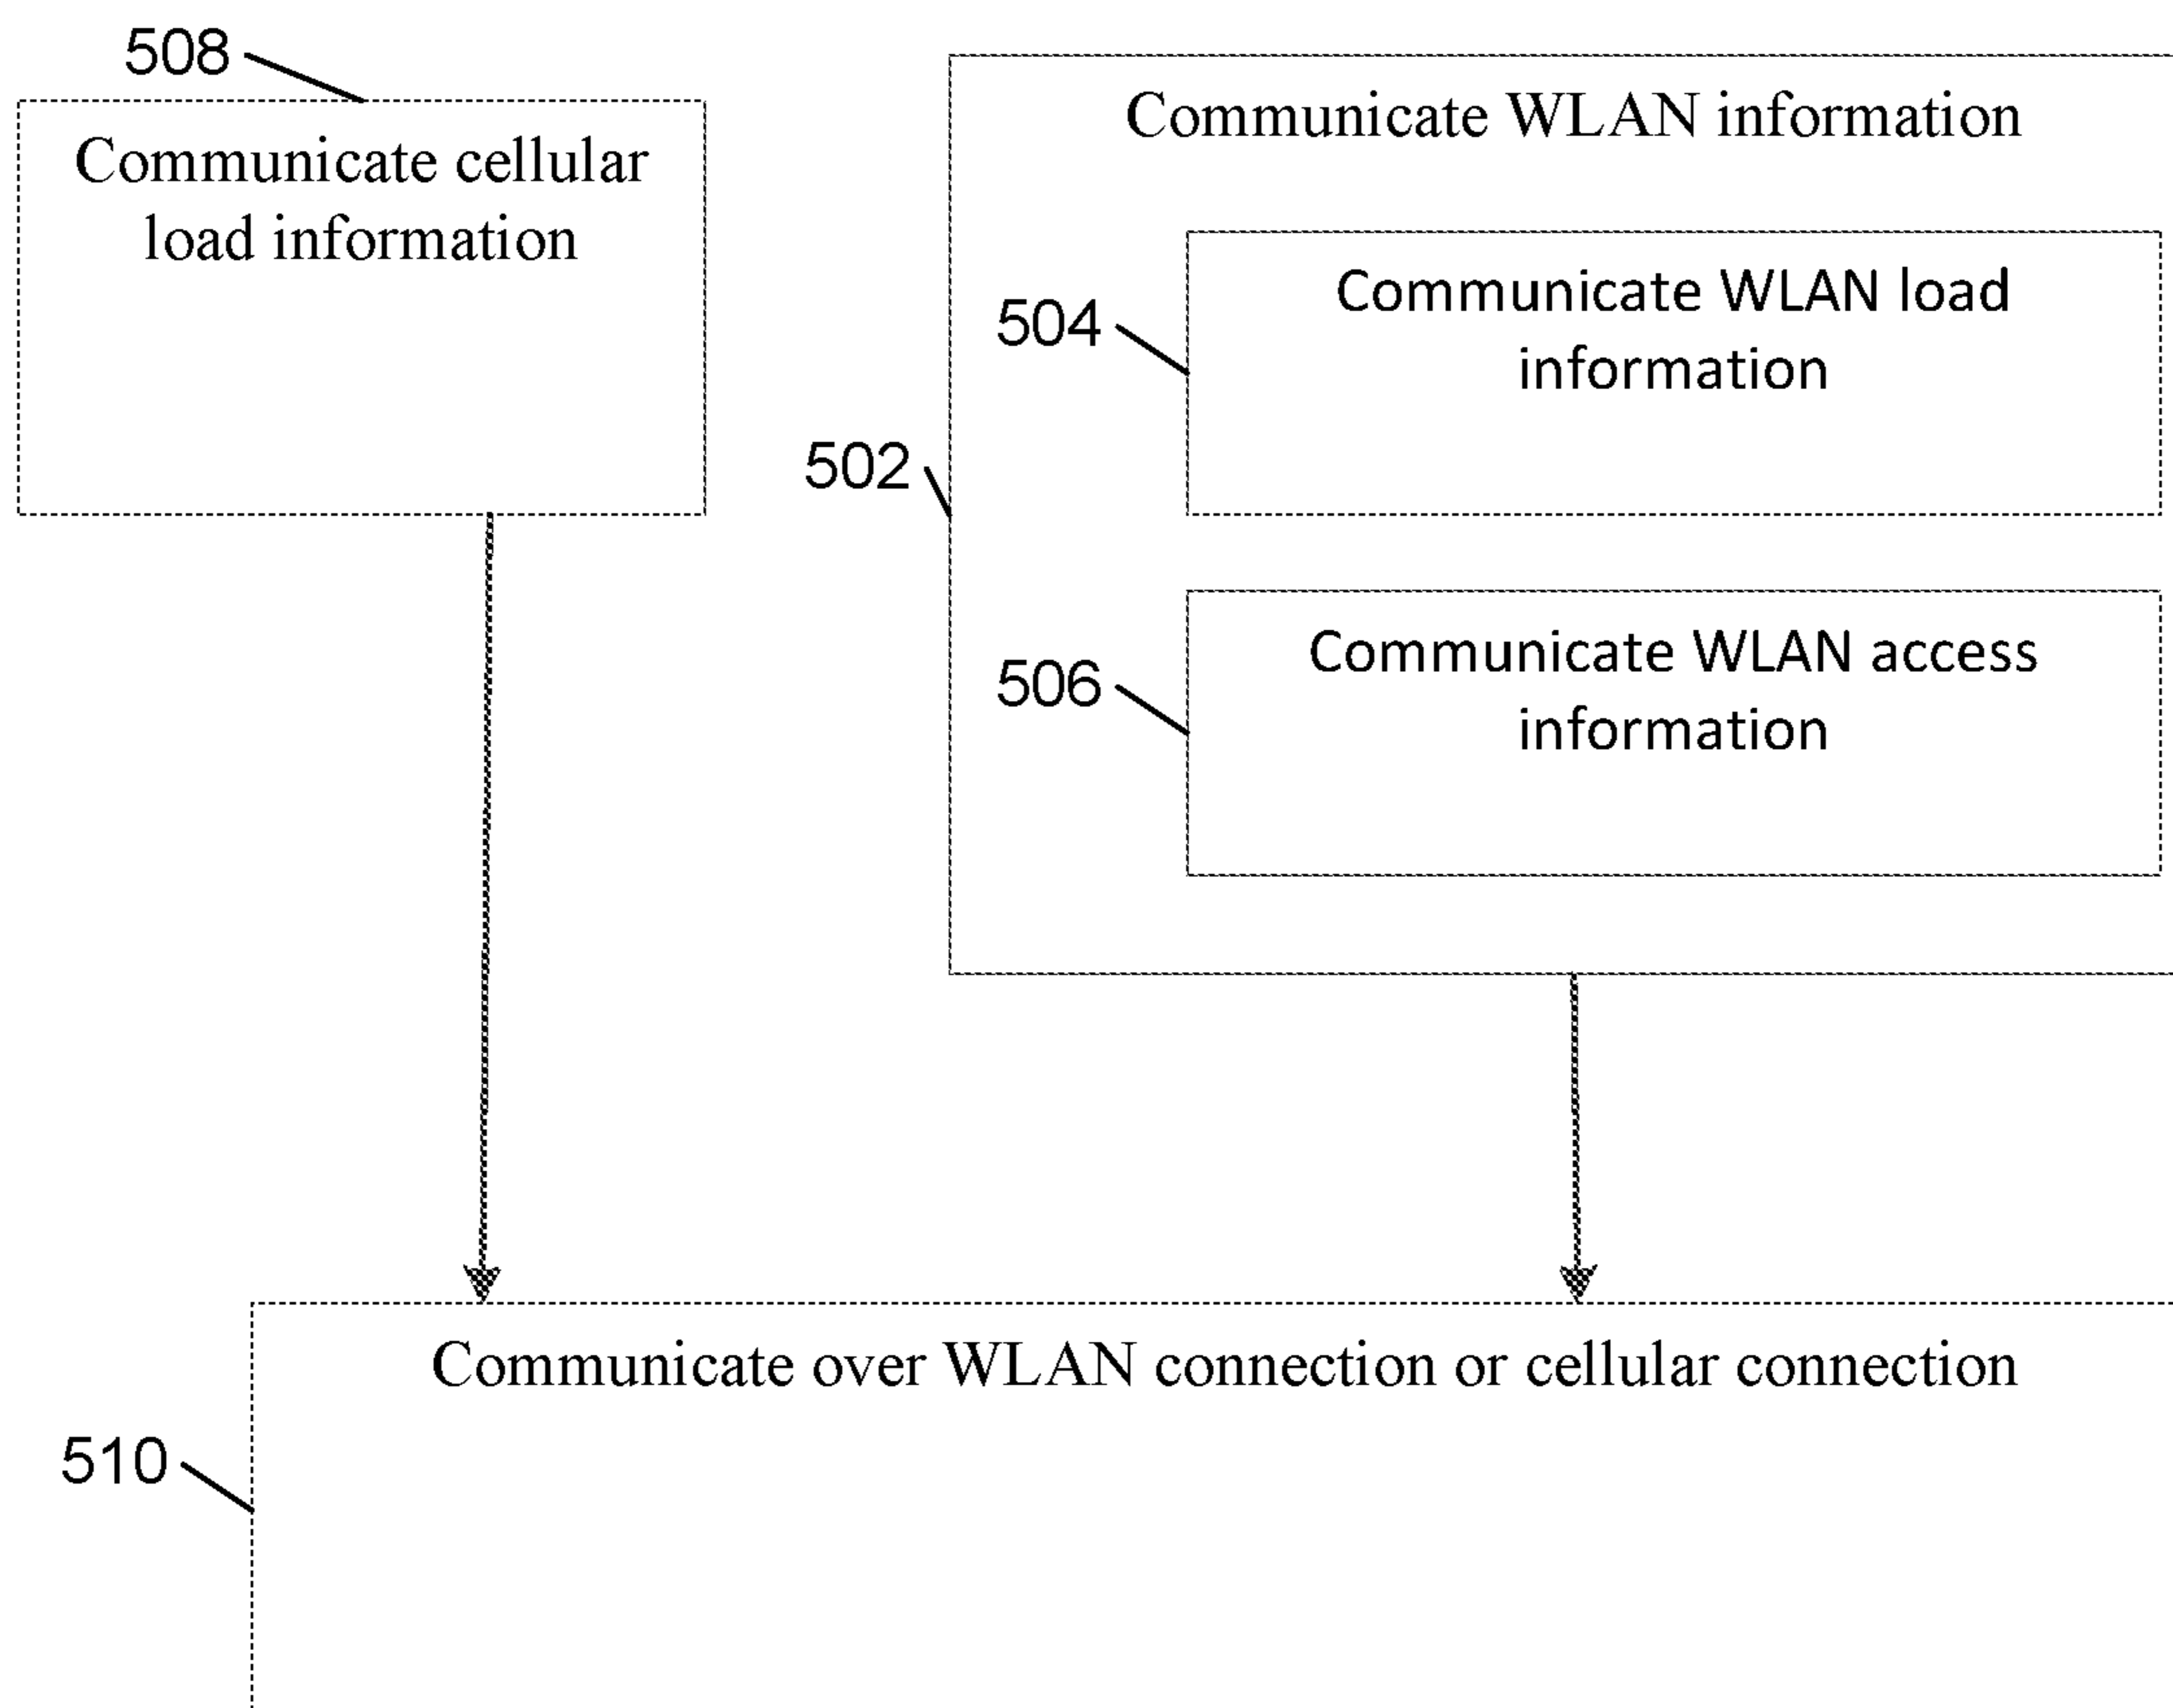 508
Communicate cellular
load information
Communicate WLAN information
504
Communicate WLAN load
information
502
506
Communicate WLAN access
information
Communicate over WLAN connection or cellular connection
510